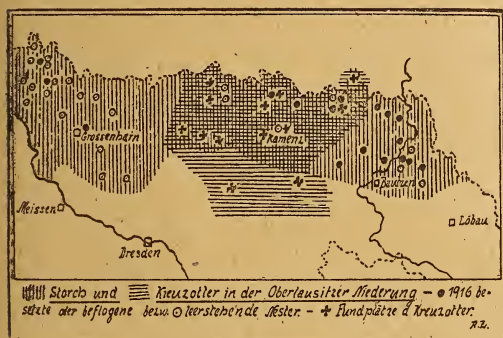 Grossenhain
Kamenz
Meissen
Bautzen
Löbau
Dresden
Storch und Kreuzotter in der Oberlausitzer Niederung – 1916 be-
setzte oder beflogene bezw. leerstehende Nester. – Fundplätze d. Kreuzotter.
R.Z.